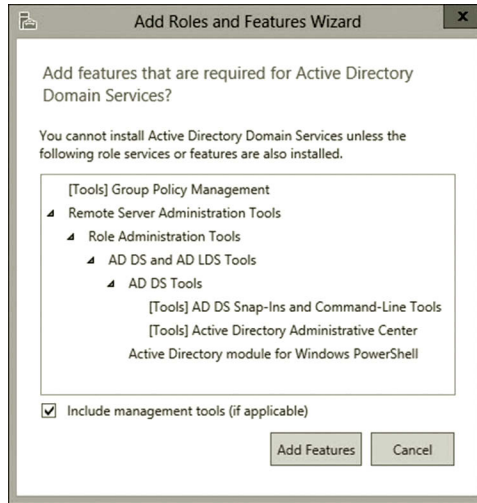 Add Roles and Features Wizard
x
Add features that are required for Active Directory
Domain Services?
You cannot install Active Directory Domain Services unless the
following role services or features are also installed.
[Tools] Group Policy Management
Remote Server Administration Tools
Role Administration Tools
AD DS and AD LDS Tools
AD DS Tools
[Tools] AD DS Snap-Ins and Command-Line Tools
[Tools] Active Directory Administrative Center
Active Directory module for Windows PowerShell
Include management tools (if applicable)
Add Features
Cancel